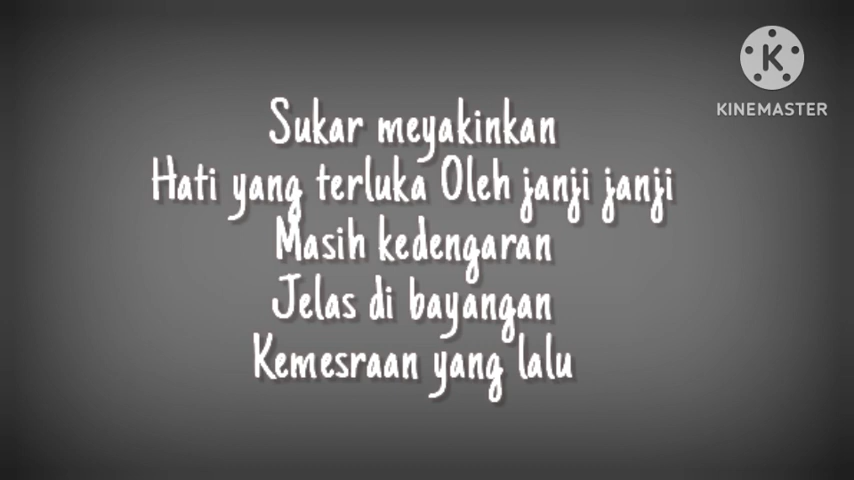 KINEMASTER
Sukar meyakinkan
Hati yang terluka Oleh janji janji
Masih kedengaran
Jelas di bayangan
Kemesraan yang lalu